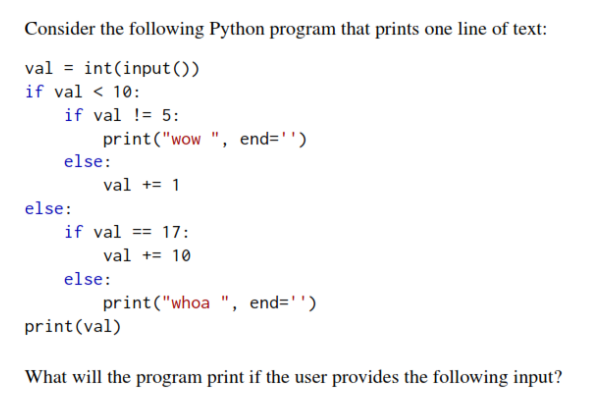 Consider the following Python program that prints one line of text:
val = int(input())
if val < 10:
    if val != 5:
        print("wow ", end='')
    else:
        val += 1
else:
    if val == 17:
        val += 10
    else:
        print("whoa ", end='')
print(val)
What will the program print if the user provides the following input?